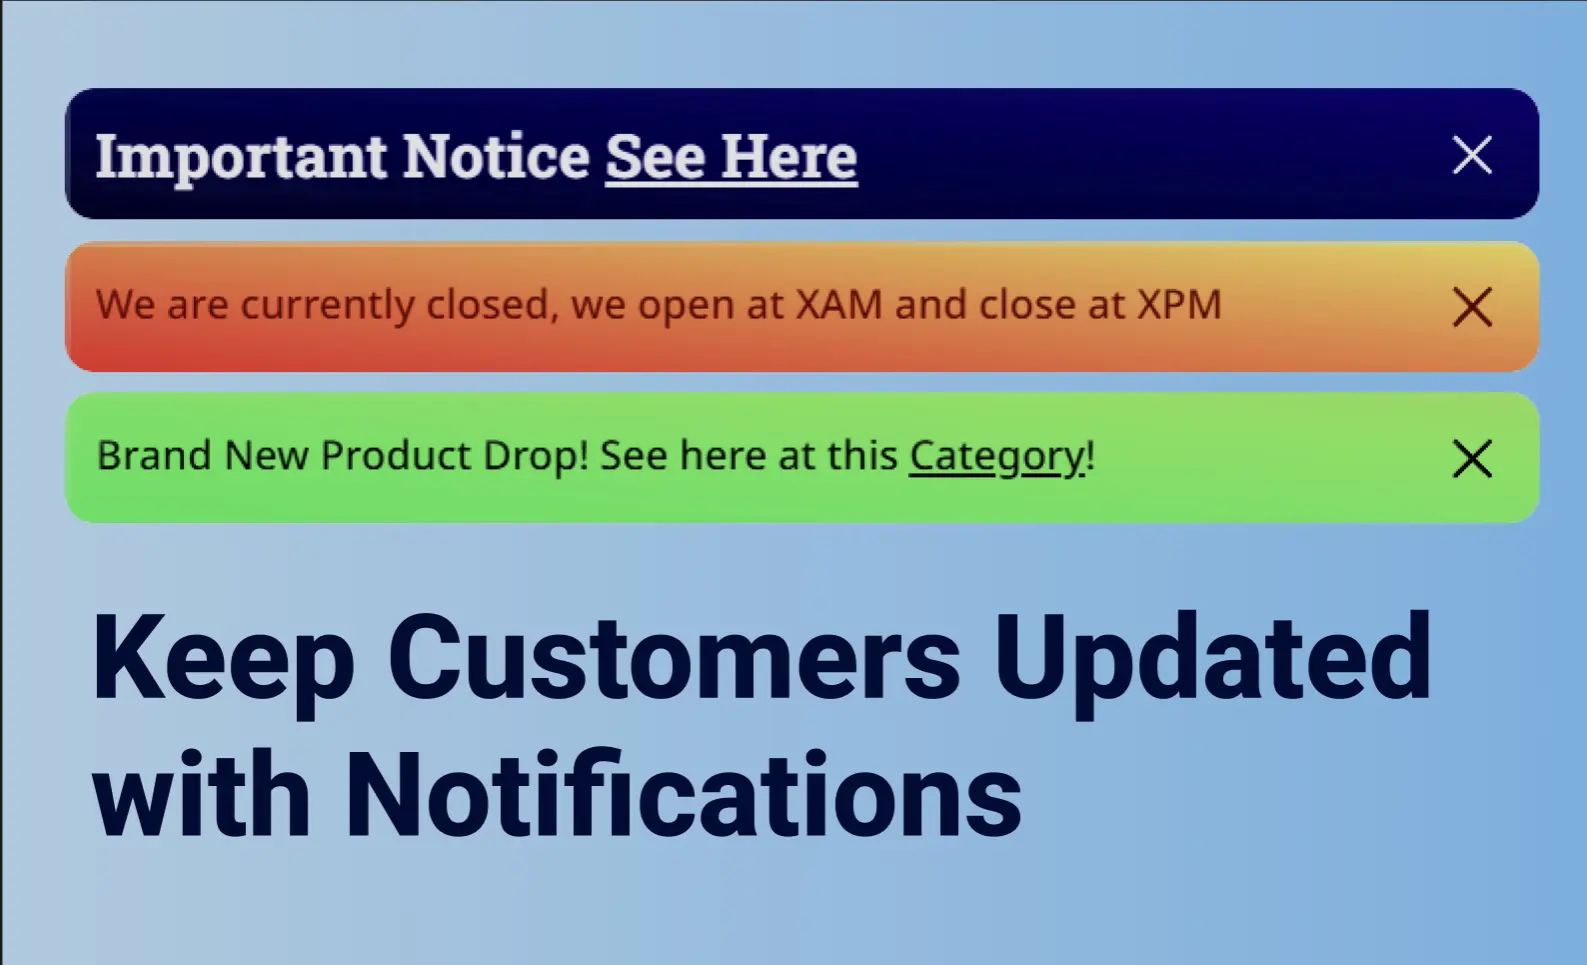 Important Notice See Here
We are currently closed, we open at XAM and close at XPM
Brand New Product Drop! See here at this Category!
Keep Customers Updated
with Notifications